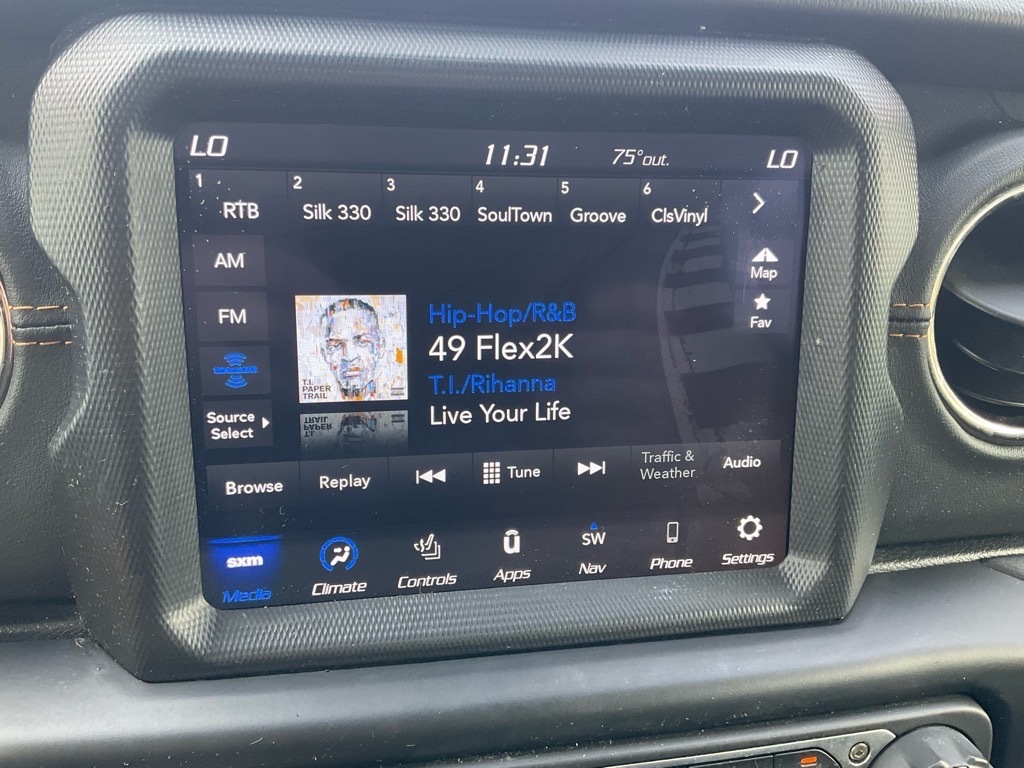 LO 11:31 75° out. LO
1 2 3 4 5 6
RTB Silk 330 Silk 330 SoulTown Groove ClsVinyl
AM
Map
FM
Fav
Hip-Hop/R&B
49 Flex2K
T.I./Rihanna
Live Your Life
T.I.
PAPER
TRAIL
Source
Select
Browse Replay Tune Traffic &
Weather Audio
sxm SW
Media Climate Controls Apps Nav Phone Settings